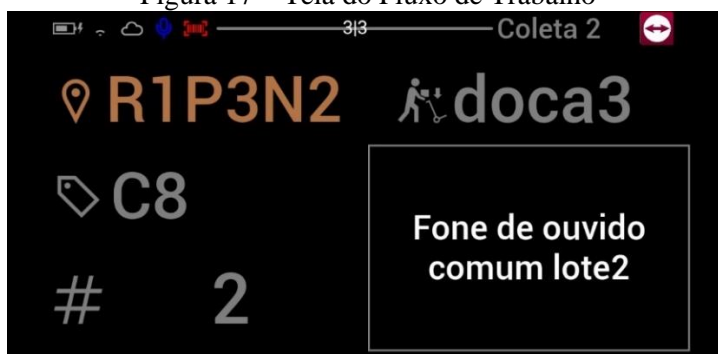 Figura 17 – Tela do Fluxo de Trabalho
3|3 Coleta 2
R1P3N2 doca3
C8
Fone de ouvido
comum lote2
# 2